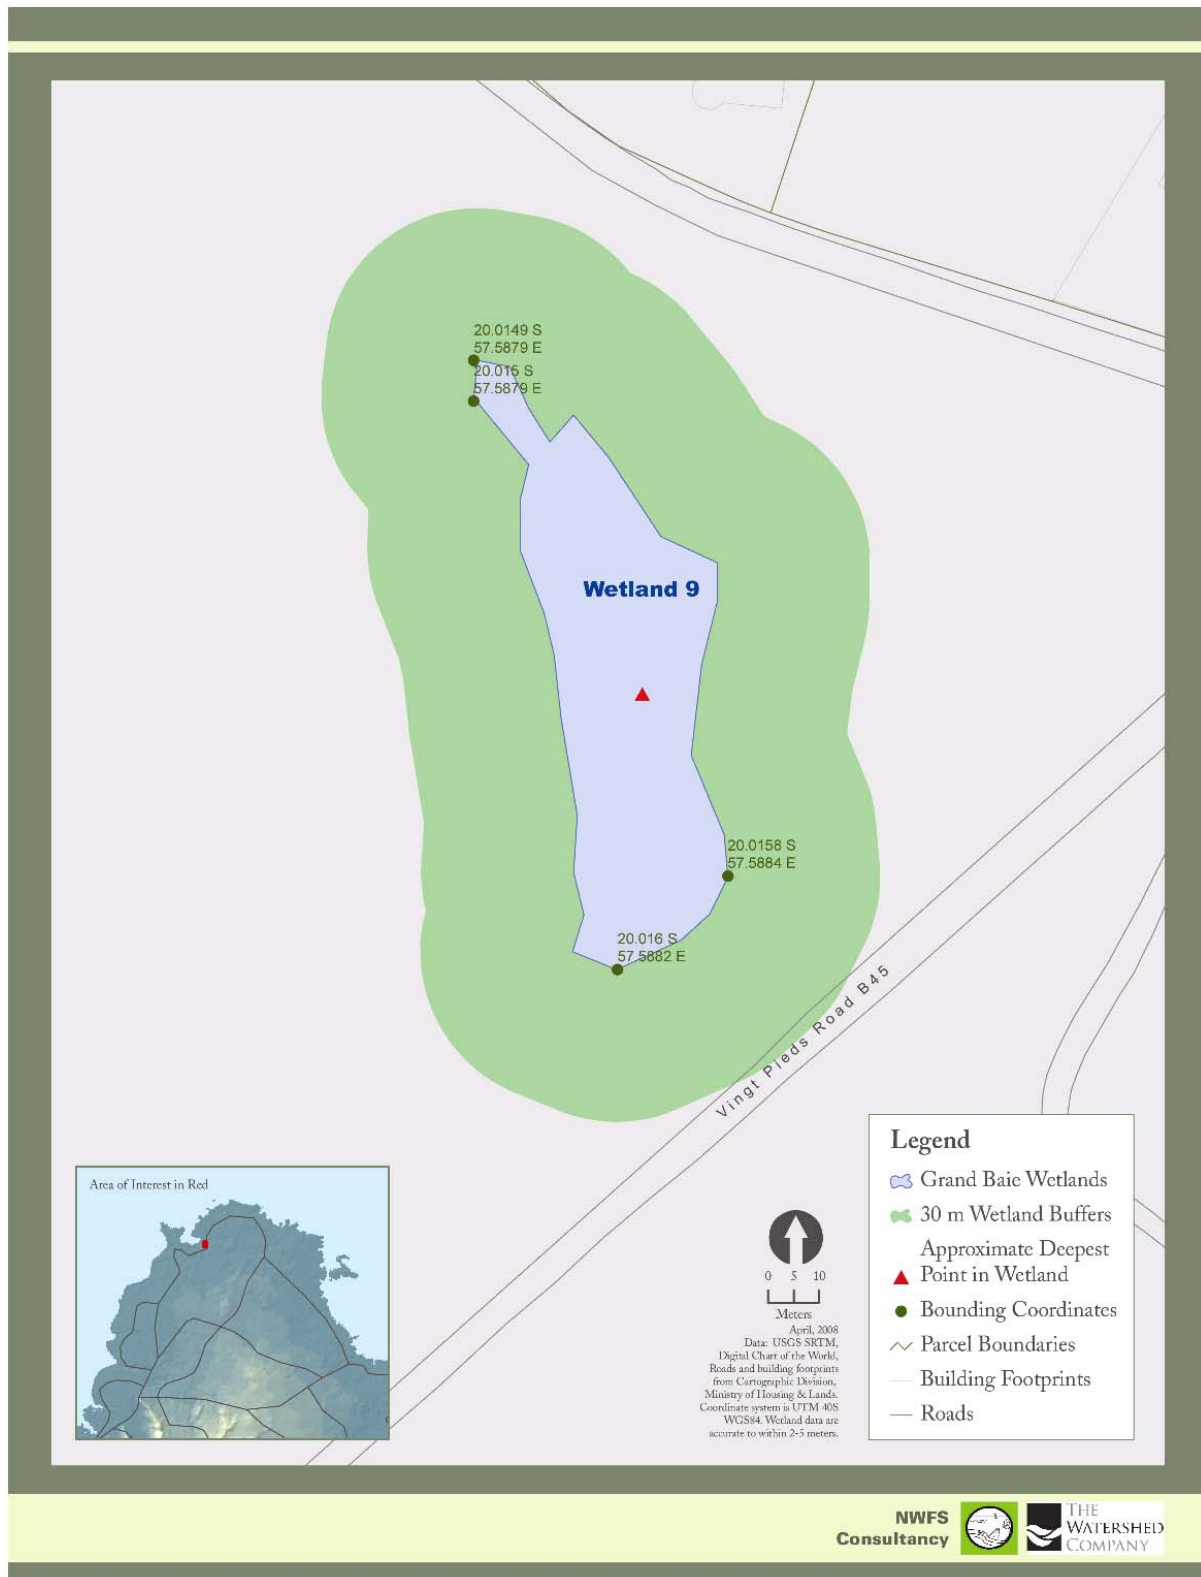 20.0149 S
57.5879 E
20.015 S
57.5879 E
Wetland 9
20.0158 S
57.5884 E
20.016 S
57.5882 E
Vingt Pieds Road B45
Area of Interest in Red
0 5 10
Meters
April, 2008
Data: USGS SRTM,
Digital Chart of the World,
Roads and building footprints
from Cartographic Division,
Ministry of Housing & Lands.
Coordinate system is UTM 40S
WGS84. Wetland data are
accurate to within 2-5 meters.
Legend
Grand Baie Wetlands
30 m Wetland Buffers
Approximate Deepest
Point in Wetland
Bounding Coordinates
Parcel Boundaries
Building Footprints
Roads
NWFS
Consultancy
THE
WATERSHED
COMPANY